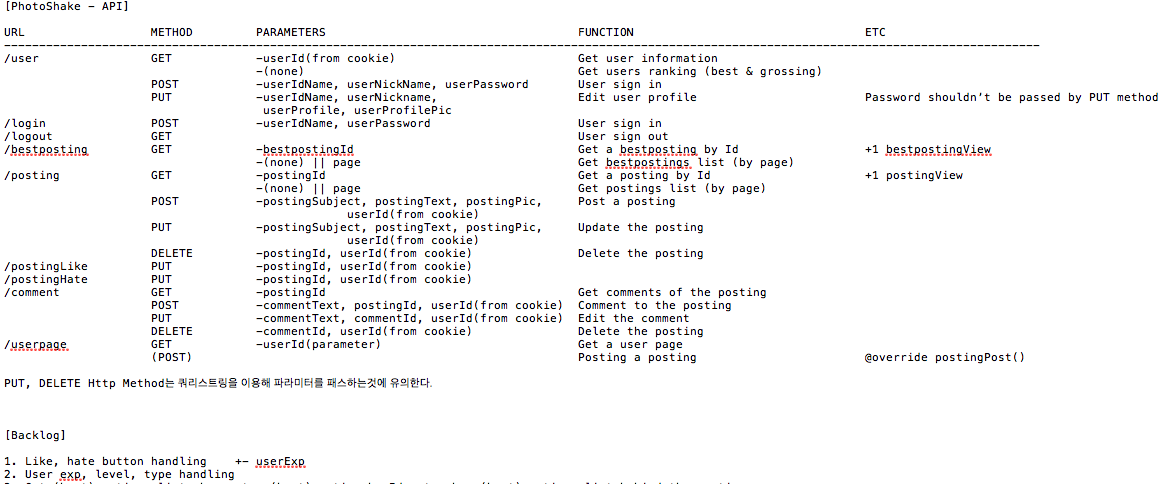 [PhotoShake - API]
URL METHOD PARAMETERS FUNCTION ETC
/user GET -userId(from cookie) Get user information
-(none) Get users ranking (best & grossing)
POST -userIdName, userNickName, userPassword User sign in
PUT -userIdName, userNickname, Edit user profile Password shouldn't be passed by PUT method
userProfile, userProfilePic
/login POST -userIdName, userPassword User sign in
/logout GET User sign out
/bestposting GET -bestpostingId Get a bestposting by Id +1 bestpostingView
-(none) || page Get bestpostings list (by page)
/posting GET -postingId Get a posting by Id +1 postingView
-(none) || page Get postings list (by page)
POST -postingSubject, postingText, postingPic, Post a posting
userId(from cookie)
PUT -postingSubject, postingText, postingPic, Update the posting
userId(from cookie)
DELETE -postingId, userId(from cookie) Delete the posting
/postingLike PUT -postingId, userId(from cookie)
/postingHate PUT -postingId, userId(from cookie)
/comment GET -postingId Get comments of the posting
POST -commentText, postingId, userId(from cookie) Comment to the posting
PUT -commentText, commentId, userId(from cookie) Edit the comment
DELETE -commentId, userId(from cookie) Delete the posting
/userpage GET -userId(parameter) Get a user page
(POST) Posting a posting @override postingPost()
PUT, DELETE Http Method는 쿼리스트링을 이용해 파라미터를 패스하는것에 유의한다.
[Backlog]
1. Like, hate button handling +- userExp
2. User exp, level, type handling